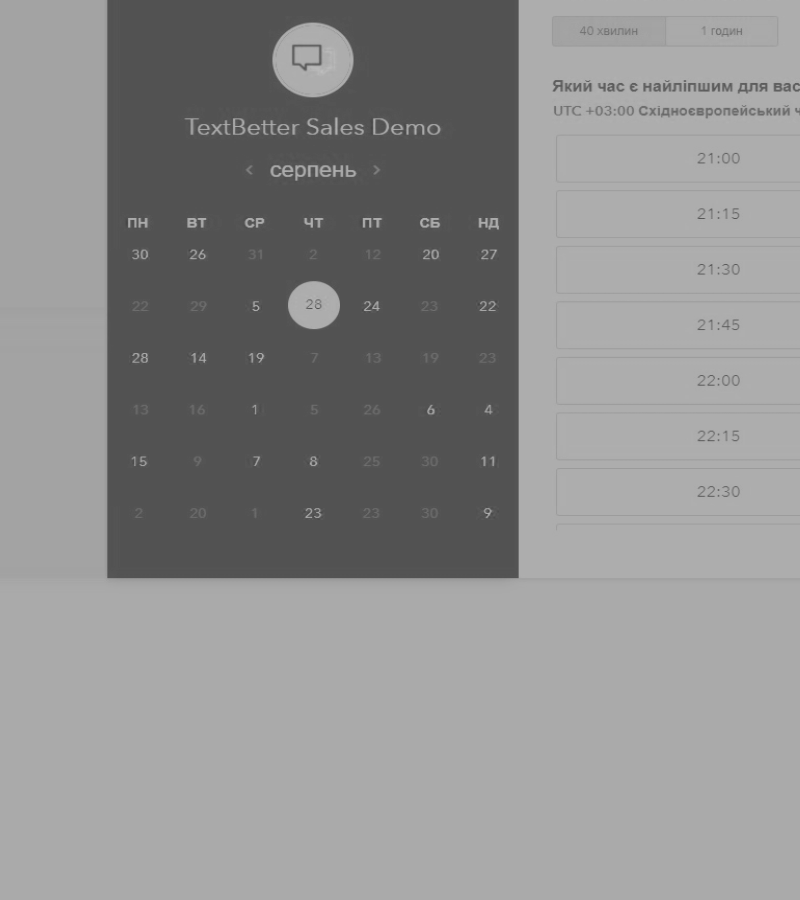 TextBetter Sales Demo
< серпень >
ПН ВТ СР ЧТ ПТ СБ НД
30 26 31 2 12 20 27
22 29 5 28 24 23 22
28 14 19 7 13 19 23
13 16 1 5 26 6 4
15 9 7 8 25 30 11
2 20 1 23 23 30 9
40 хвилин 1 годин
Який час є найліпшим для вас
UTC +03:00 Східноєвропейський ч
21:00
21:15
21:30
21:45
22:00
22:15
22:30